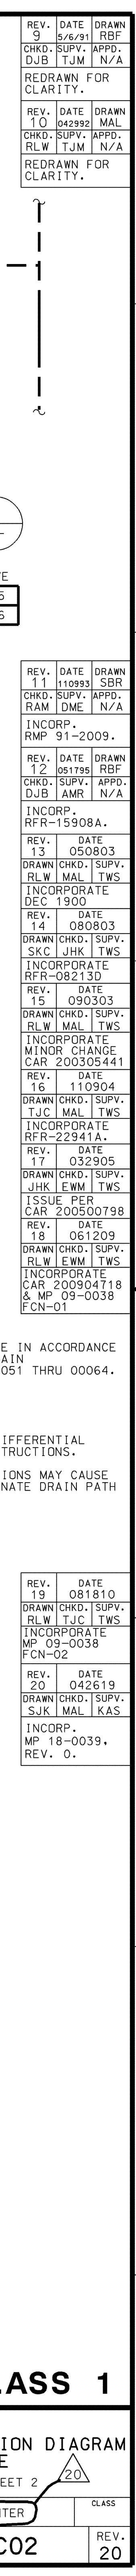 REV. DATE DRAWN
9 5/6/91 RBF
CHKD. SUPV. APPD.
DJB TJM N/A
REDRAWN FOR
CLARITY.
REV. DATE DRAWN
10 042992 MAL
CHKD. SUPV. APPD.
RLW TJM N/A
REDRAWN FOR
CLARITY.
E
6
6
REV. DATE DRAWN
11 110993 SBR
CHKD. SUPV. APPD.
RAM DME N/A
INCORP.
RMP 91-2009.
REV. DATE DRAWN
12 051795 RBF
CHKD. SUPV. APPD.
DJB AMR N/A
INCORP.
RFR-15908A.
REV. DATE
13 050803
DRAWN CHKD. SUPV.
RLW MAL TWS
INCORPORATE
DEC 1900
REV. DATE
14 080803
DRAWN CHKD. SUPV.
SKC JHK TWS
INCORPORATE
RFR-08213D
REV. DATE
15 090303
DRAWN CHKD. SUPV.
RLW MAL TWS
INCORPORATE
MINOR CHANGE
CAR 200305441
REV. DATE
16 110904
DRAWN CHKD. SUPV.
TJC MAL TWS
INCORPORATE
RFR-22941A.
REV. DATE
17 032905
DRAWN CHKD. SUPV.
JHK EWM TWS
ISSUE PER
CAR 200500798
REV. DATE
18 061209
DRAWN CHKD. SUPV.
RLW EWM TWS
INCORPORATE
CAR 200904718
& MP 09-0038
FCN-01
E IN ACCORDANCE
AIN
051 THRU 00064.
IFFERENTIAL
TRUCTIONS.
IONS MAY CAUSE
NATE DRAIN PATH
REV. DATE
19 081810
DRAWN CHKD. SUPV.
RLW TJC TWS
INCORPORATE
MP 09-0038
FCN-02
REV. DATE
20 042619
DRAWN CHKD. SUPV.
SJK MAL KAS
INCORP.
MP 18-0039,
REV. 0.
LASS 1
ION DIAGRAM
E
EET 2 20
NTER CLASS
C02 REV.
20